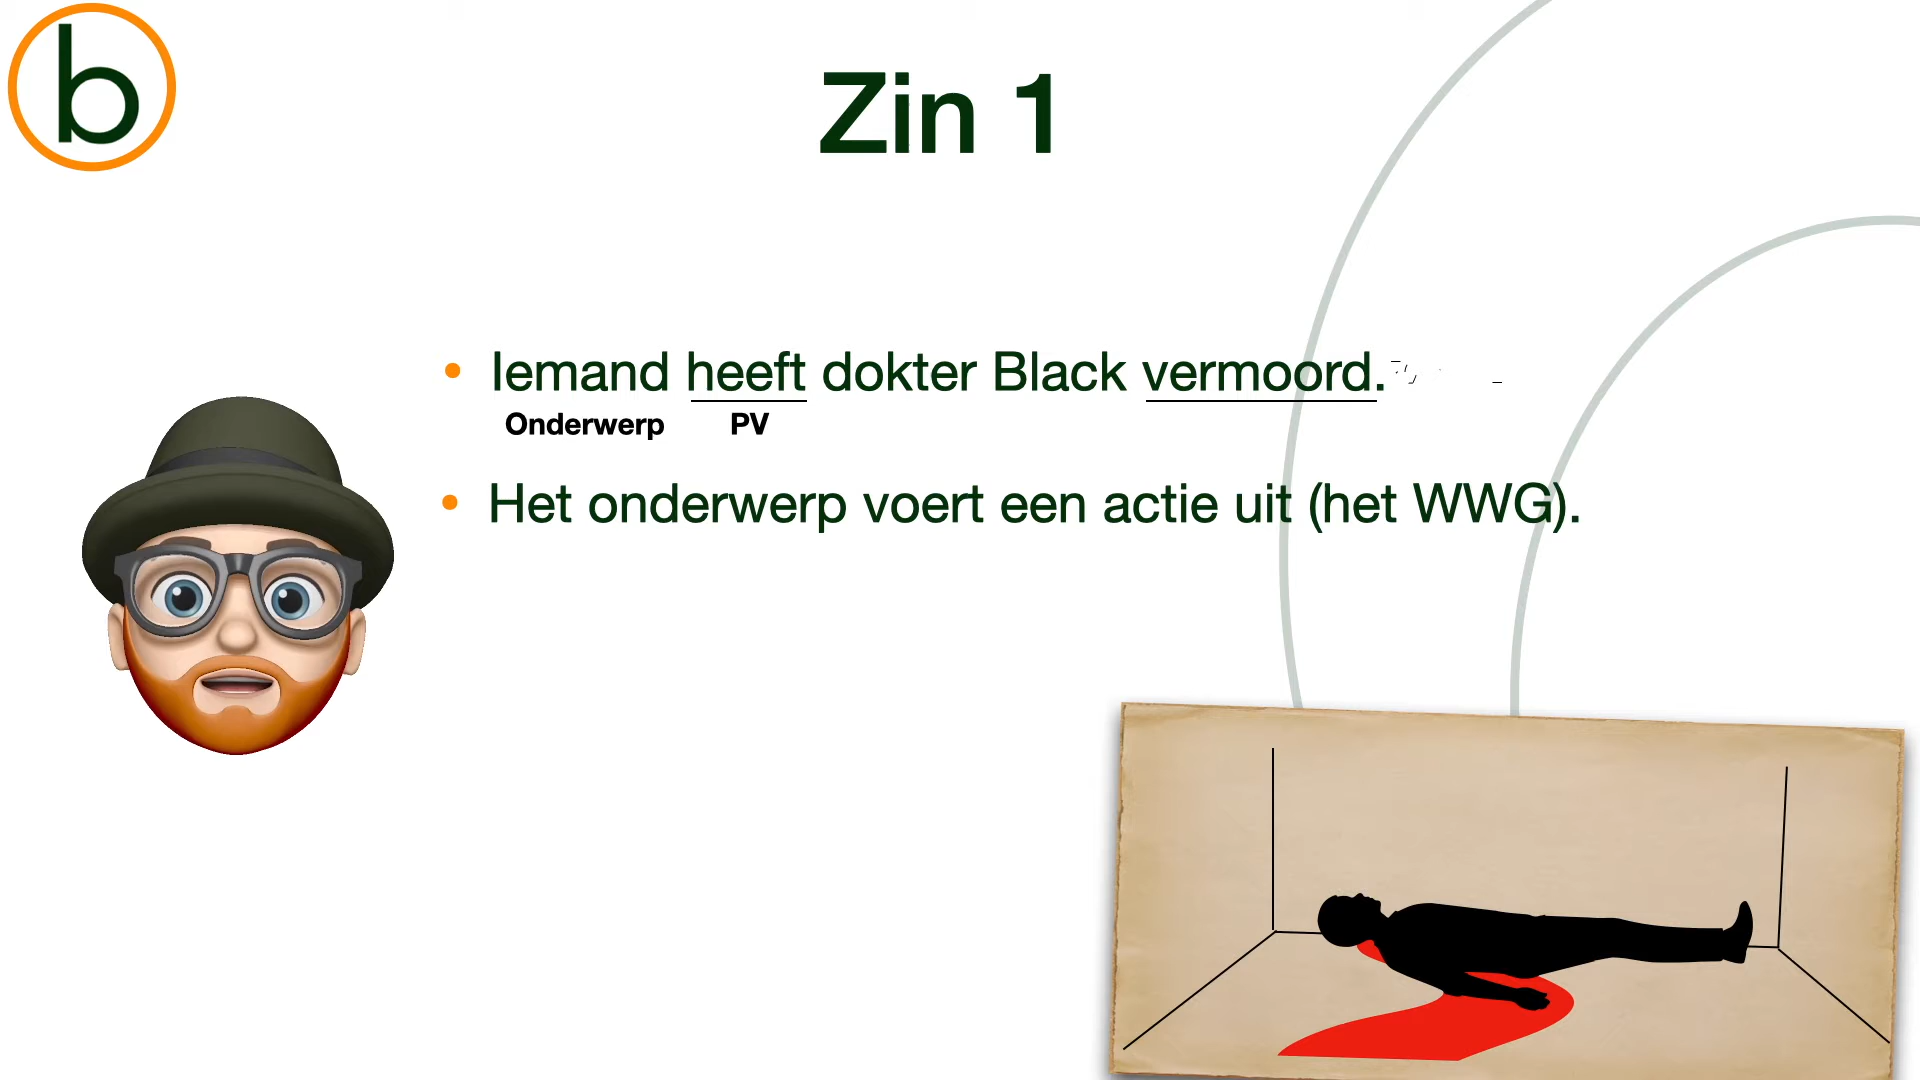 b
Zin 1
• Iemand heeft dokter Black vermoord.
Onderwerp PV
• Het onderwerp voert een actie uit (het WWG).